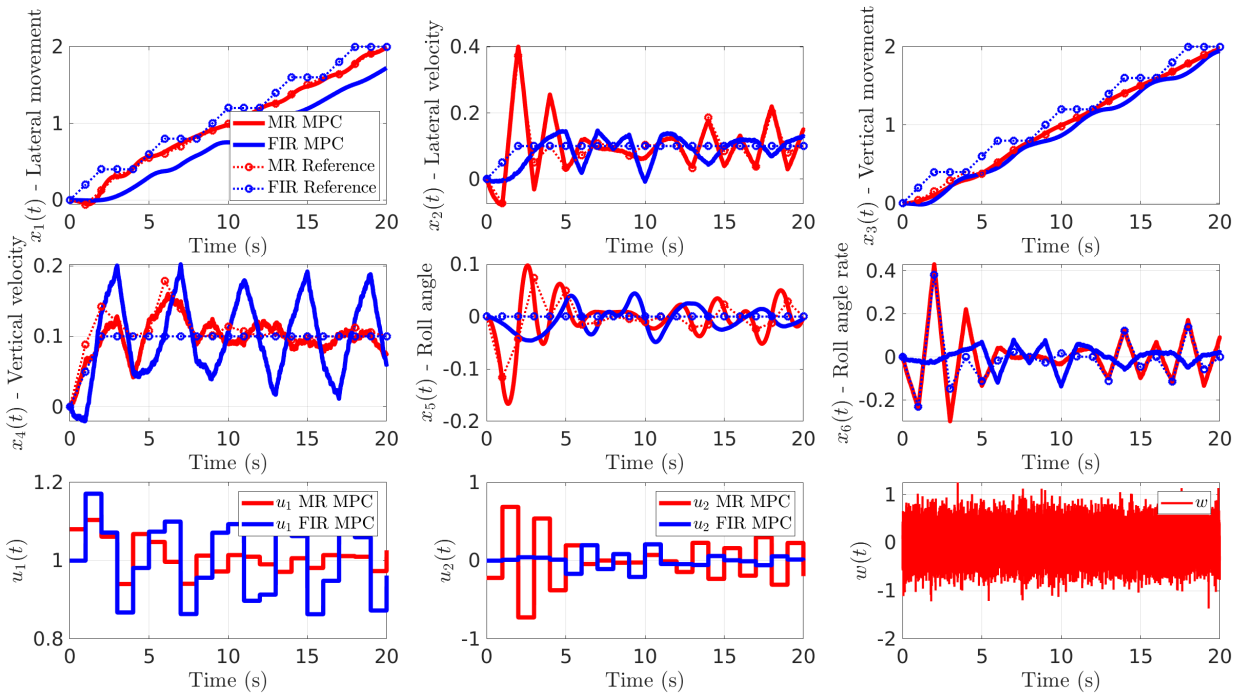 x₁(t) - Lateral movement
2
1
0
0 5 10 15 20
Time (s)
MR MPC
FIR MPC
MR Reference
FIR Reference
x₂(t) - Lateral velocity
0.4
0.2
0
0 5 10 15 20
Time (s)
x₃(t) - Vertical movement
2
1
0
0 5 10 15 20
Time (s)
x₄(t) - Vertical velocity
0.2
0.1
0
0 5 10 15 20
Time (s)
x₅(t) - Roll angle
0.1
0
-0.1
-0.2
0 5 10 15 20
Time (s)
x₆(t) - Roll angle rate
0.4
0.2
0
-0.2
0 5 10 15 20
Time (s)
u₁(t)
1.2
1
0.8
0 5 10 15 20
Time (s)
u₁ MR MPC
u₁ FIR MPC
u₂(t)
1
0
-1
0 5 10 15 20
Time (s)
u₂ MR MPC
u₂ FIR MPC
w(t)
1
0
-1
-2
0 5 10 15 20
Time (s)
w